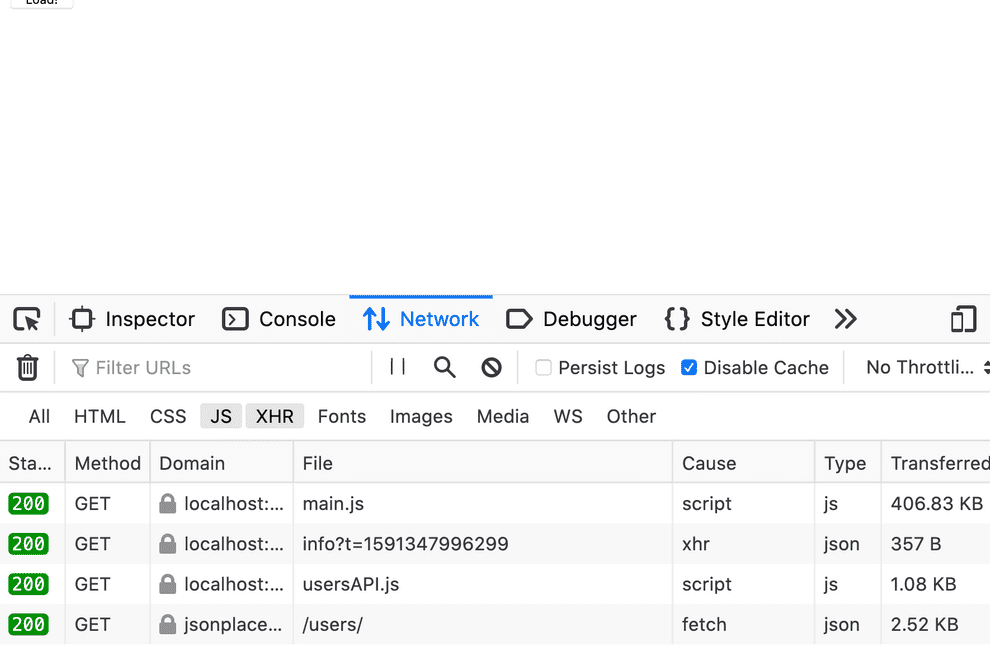 Load!
Inspector Console Network Debugger Style Editor
Filter URLs Persist Logs Disable Cache No Throttli...
All HTML CSS JS XHR Fonts Images Media WS Other
Sta... Method Domain File Cause Type Transferred
200 GET localhost:... main.js script js 406.83 KB
200 GET localhost:... info?t=1591347996299 xhr json 357 B
200 GET localhost:... usersAPI.js script js 1.08 KB
200 GET jsonplace... /users/ fetch json 2.52 KB